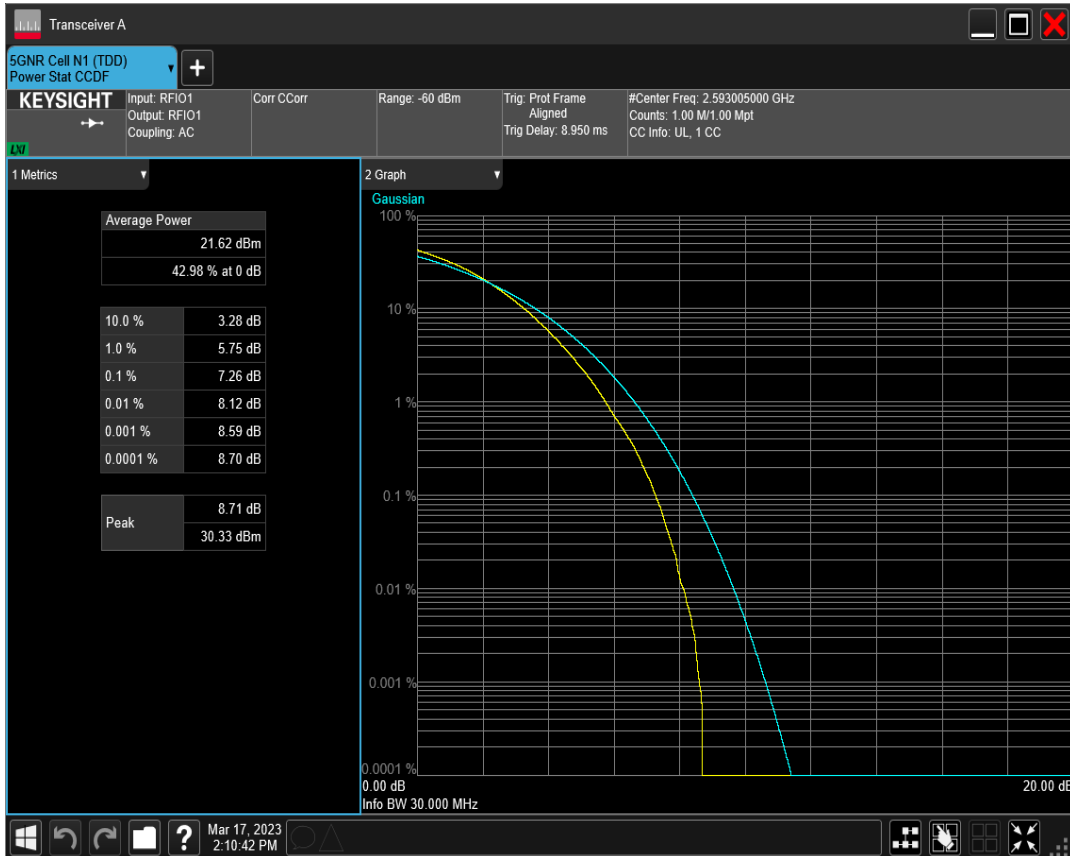 Transceiver A
5GNR Cell N1 (TDD)
Power Stat CCDF
+
KEYSIGHT
LXI
Input: RFIO1
Output: RFIO1
Coupling: AC
Corr CCorr
Range: -60 dBm
Trig: Prot Frame
Aligned
Trig Delay: 8.950 ms
#Center Freq: 2.593005000 GHz
Counts: 1.00 M/1.00 Mpt
CC Info: UL, 1 CC
1 Metrics
Average Power
21.62 dBm
42.98 % at 0 dB
10.0 % 3.28 dB
1.0 % 5.75 dB
0.1 % 7.26 dB
0.01 % 8.12 dB
0.001 % 8.59 dB
0.0001 % 8.70 dB
Peak 8.71 dB
30.33 dBm
2 Graph
Gaussian
100 %
10 %
1 %
0.1 %
0.01 %
0.001 %
0.0001 %
0.00 dB 20.00 dB
Info BW 30.000 MHz
? Mar 17, 2023
2:10:42 PM